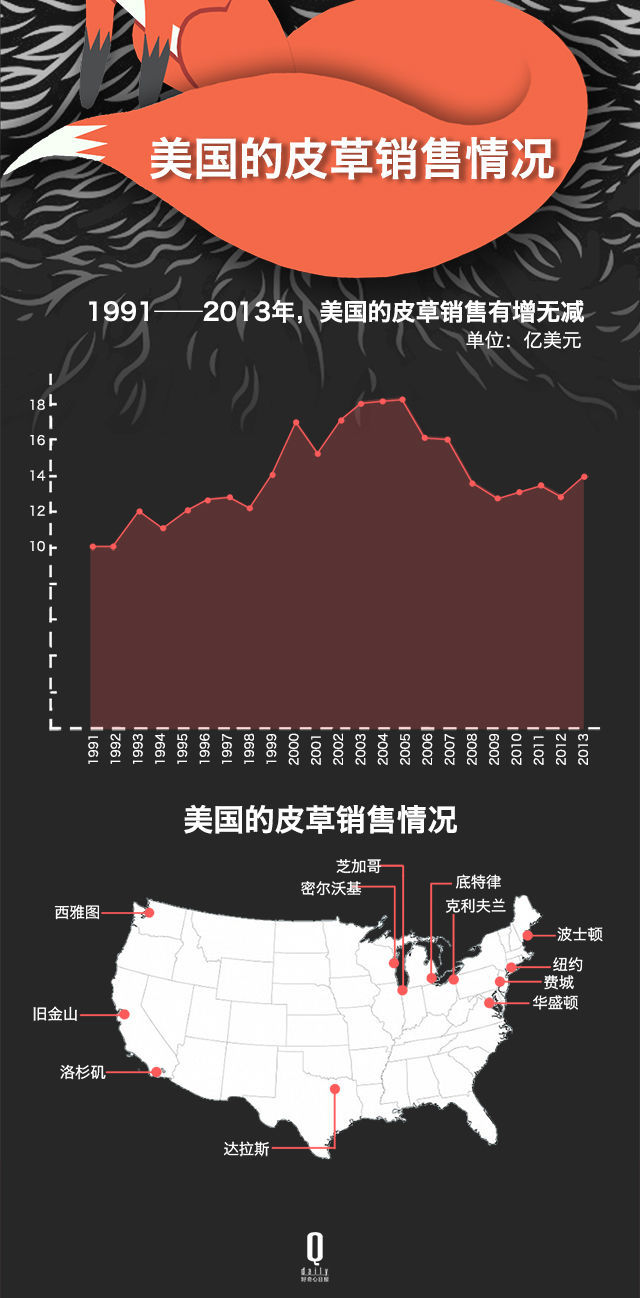 美国的皮草销售情况
1991——2013年，美国的皮草销售有增无减
单位：亿美元
18
16
14
12
10
1991 1992 1993 1994 1995 1996 1997 1998 1999 2000 2001 2002 2003 2004 2005 2006 2007 2008 2009 2010 2011 2012 2013
美国的皮草销售情况
芝加哥
密尔沃基
底特律
克利夫兰
西雅图
波士顿
纽约
费城
华盛顿
旧金山
洛杉矶
达拉斯
Q
daily
好奇心日报